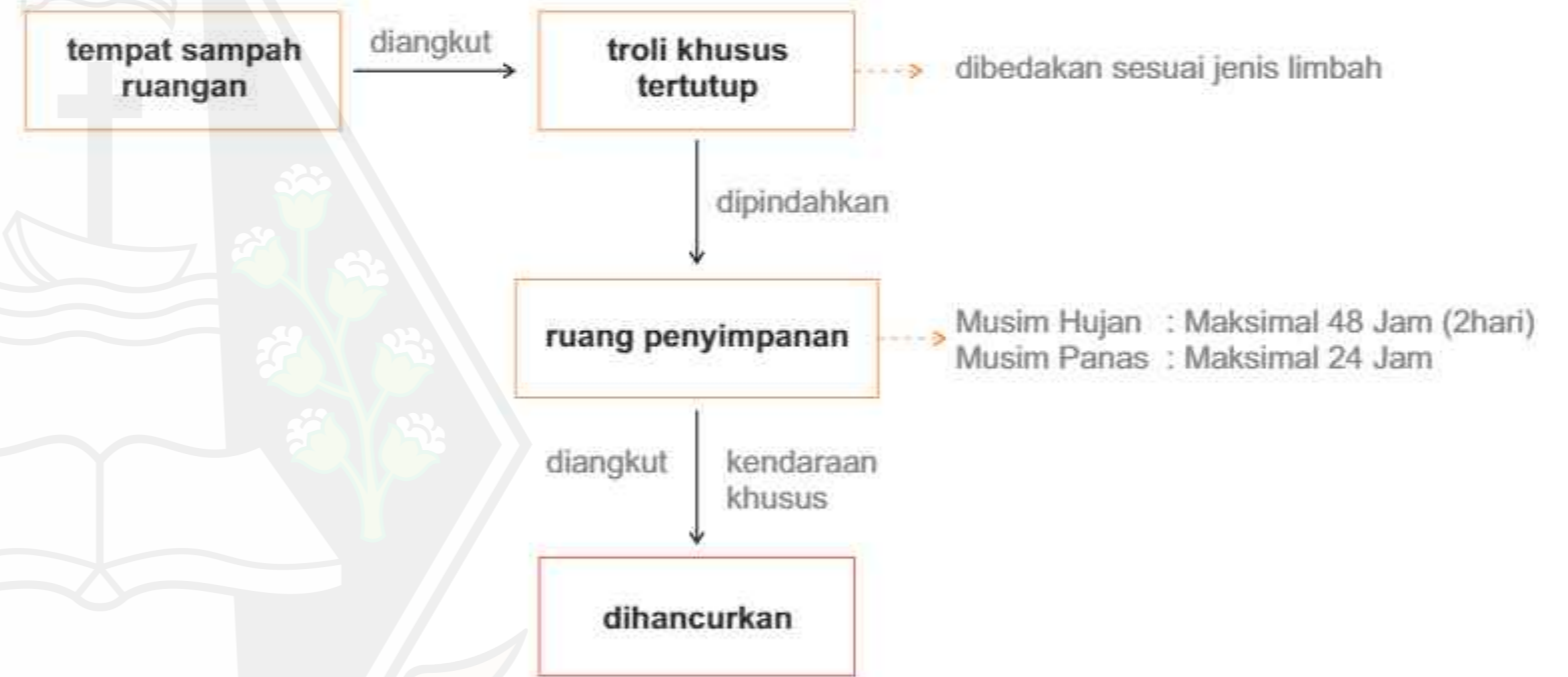 tempat sampah
ruangan
diangkut
troli khusus
tertutup
dibedakan sesuai jenis limbah
dipindahkan
ruang penyimpanan
Musim Hujan : Maksimal 48 Jam (2hari)
Musim Panas : Maksimal 24 Jam
diangkut
kendaraan
khusus
dihancurkan